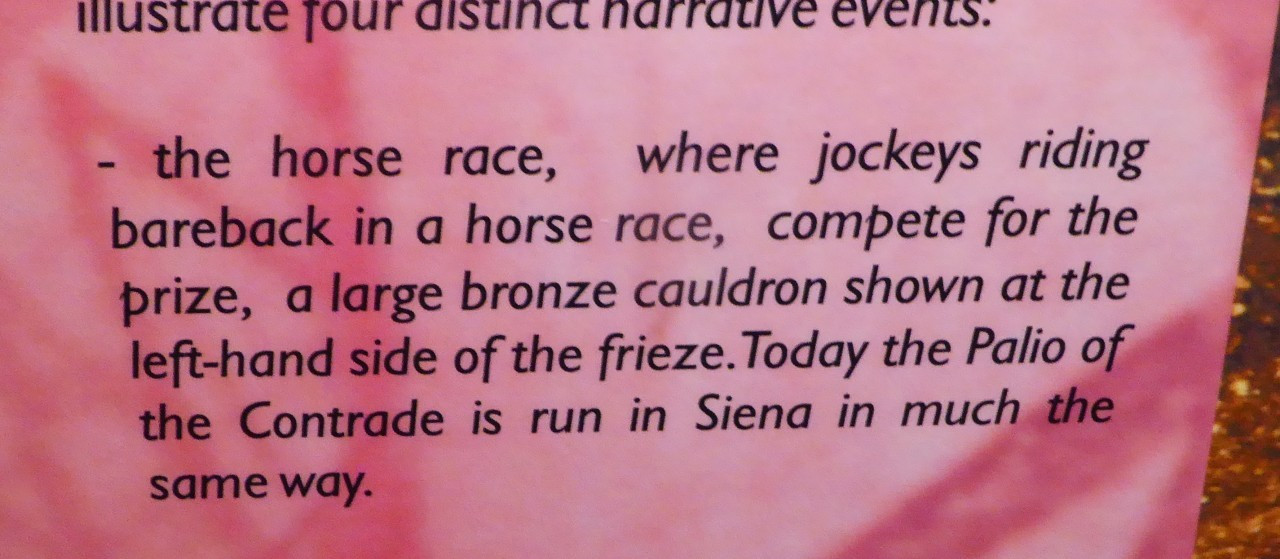 illustrate four distinct narrative events:
- the horse race, where jockeys riding
bareback in a horse race, compete for the
prize, a large bronze cauldron shown at the
left-hand side of the frieze. Today the Palio of
the Contrade is run in Siena in much the
same way.